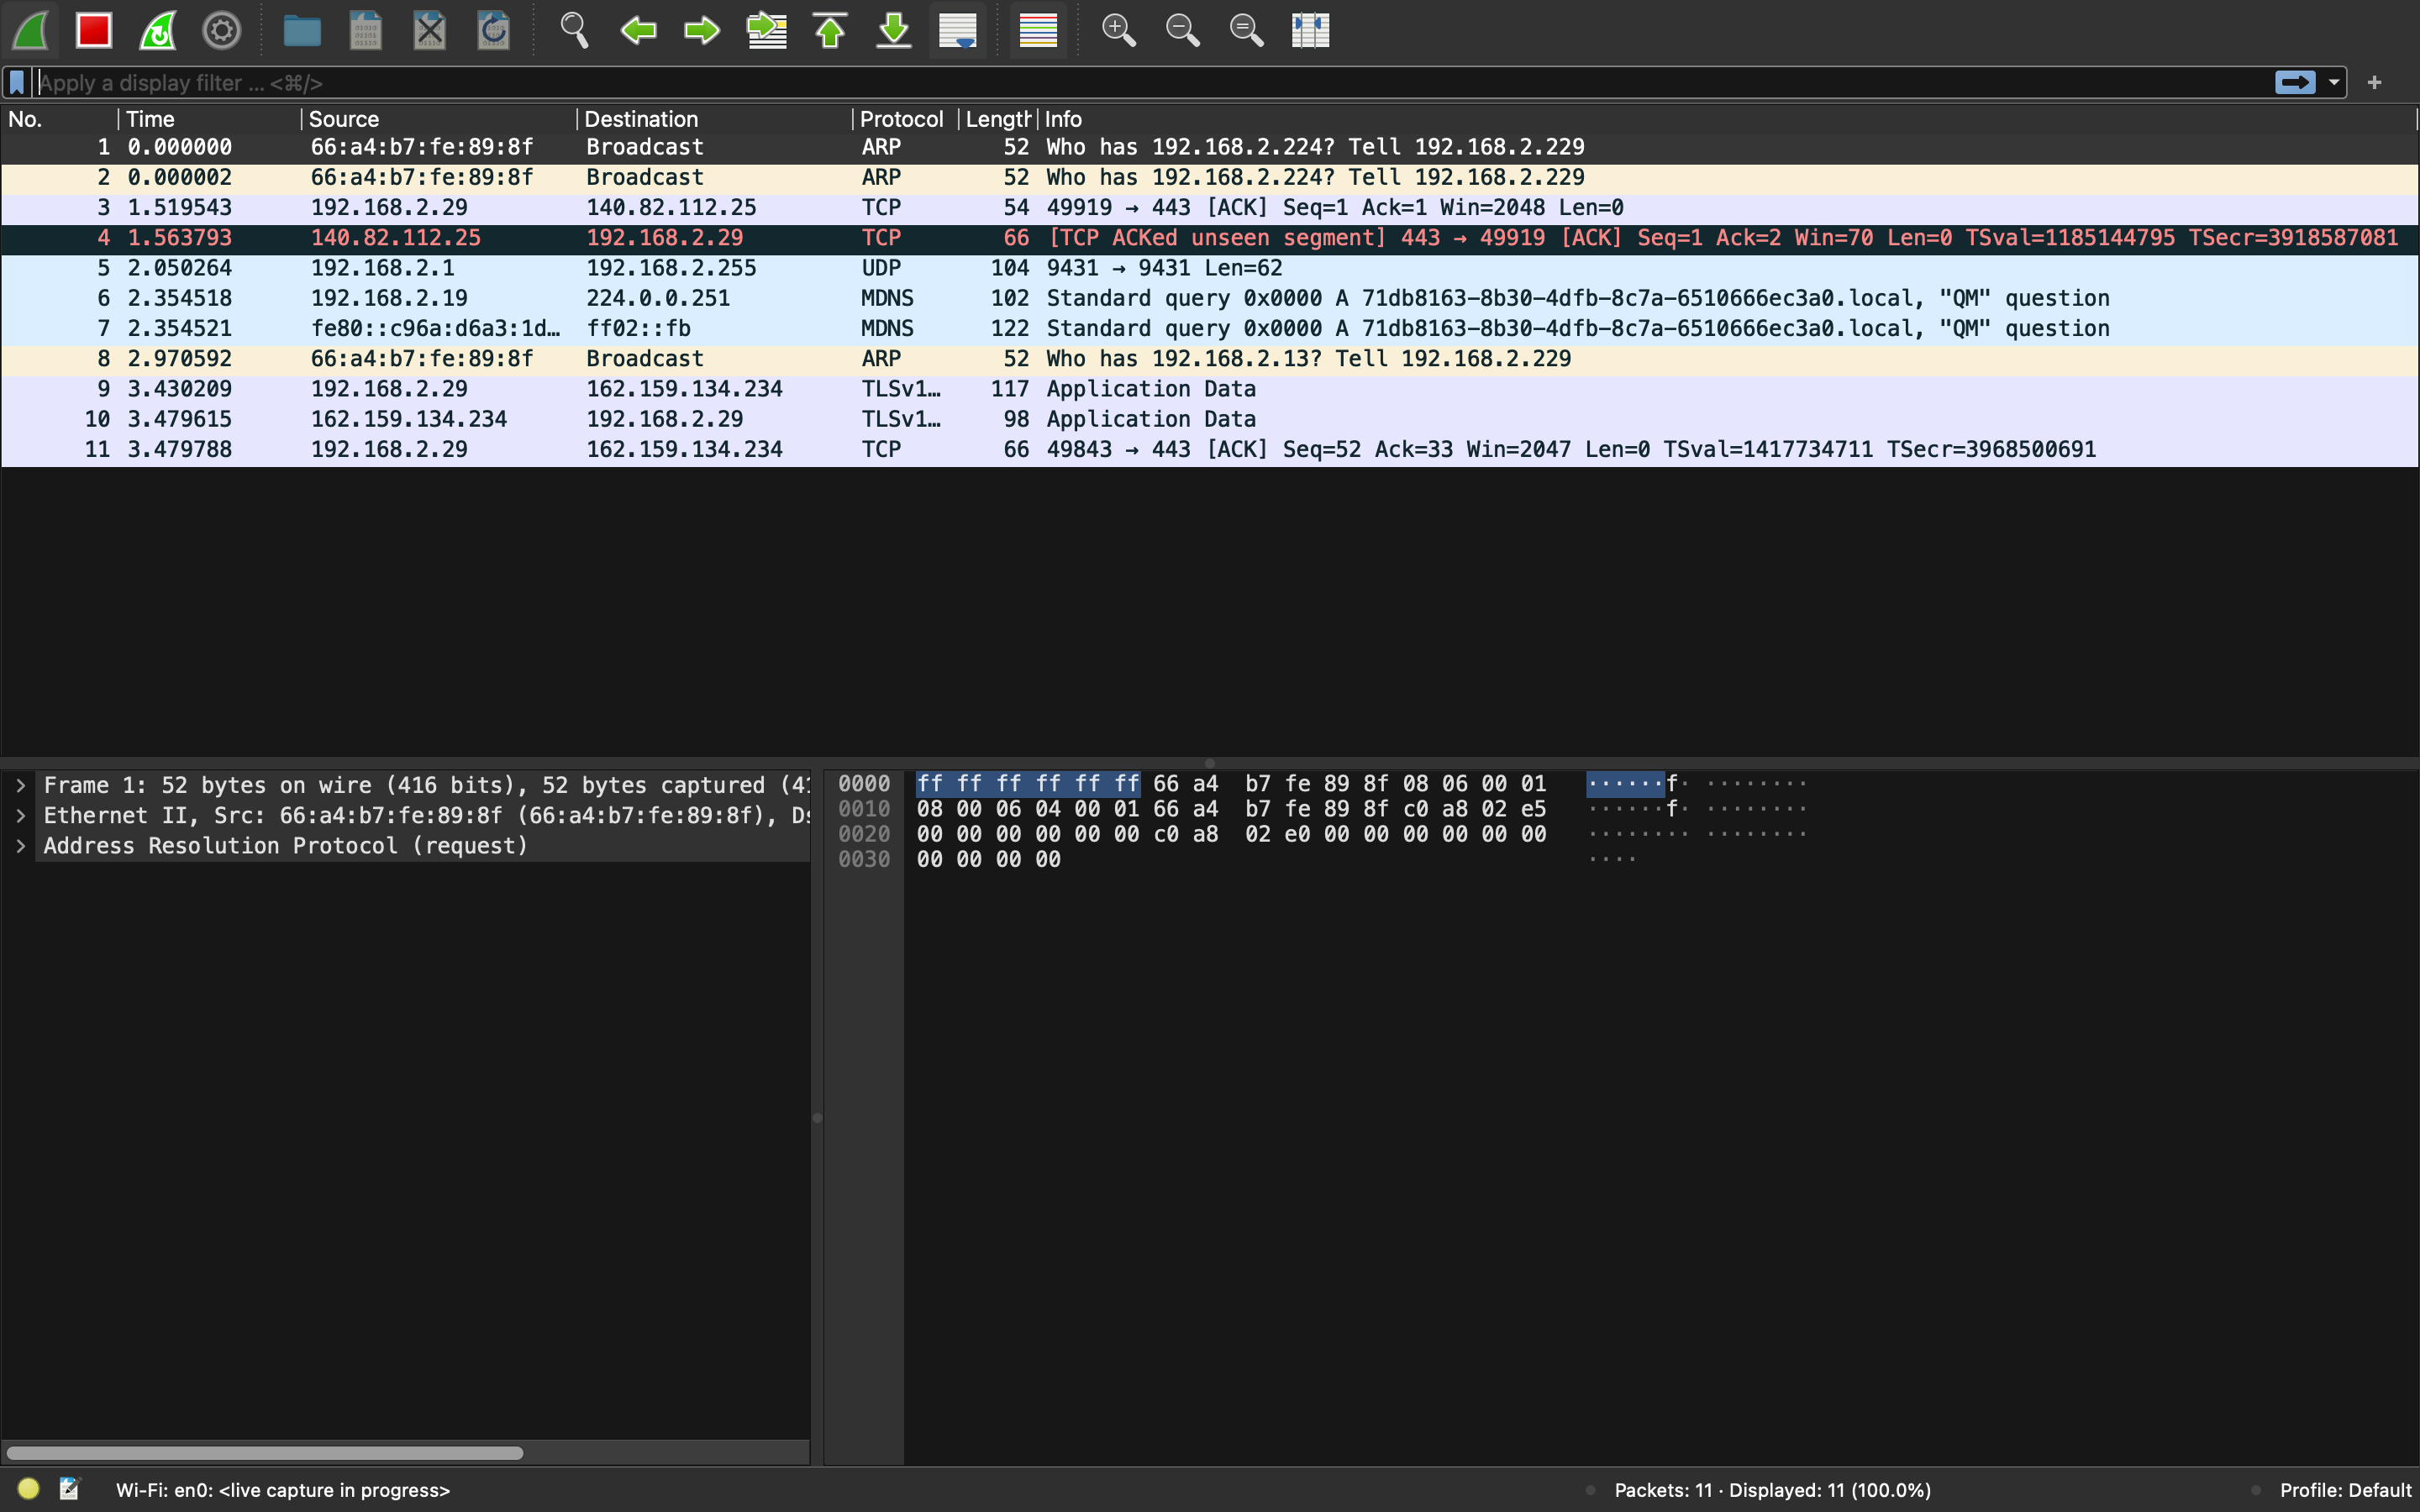 Apply a display filter ... <⌘/>
No. Time Source Destination Protocol Length Info
1 0.000000 66:a4:b7:fe:89:8f Broadcast ARP 52 Who has 192.168.2.224? Tell 192.168.2.229
2 0.000002 66:a4:b7:fe:89:8f Broadcast ARP 52 Who has 192.168.2.224? Tell 192.168.2.229
3 1.519543 192.168.2.29 140.82.112.25 TCP 54 49919 → 443 [ACK] Seq=1 Ack=1 Win=2048 Len=0
4 1.563793 140.82.112.25 192.168.2.29 TCP 66 [TCP ACKed unseen segment] 443 → 49919 [ACK] Seq=1 Ack=2 Win=70 Len=0 TSval=1185144795 TSecr=3918587081
5 2.050264 192.168.2.1 192.168.2.255 UDP 104 9431 → 9431 Len=62
6 2.354518 192.168.2.19 224.0.0.251 MDNS 102 Standard query 0x0000 A 71db8163-8b30-4dfb-8c7a-6510666ec3a0.local, "QM" question
7 2.354521 fe80::c96a:d6a3:1d… ff02::fb MDNS 122 Standard query 0x0000 A 71db8163-8b30-4dfb-8c7a-6510666ec3a0.local, "QM" question
8 2.970592 66:a4:b7:fe:89:8f Broadcast ARP 52 Who has 192.168.2.13? Tell 192.168.2.229
9 3.430209 192.168.2.29 162.159.134.234 TLSv1… 117 Application Data
10 3.479615 162.159.134.234 192.168.2.29 TLSv1… 98 Application Data
11 3.479788 192.168.2.29 162.159.134.234 TCP 66 49843 → 443 [ACK] Seq=52 Ack=33 Win=2047 Len=0 TSval=1417734711 TSecr=3968500691
Frame 1: 52 bytes on wire (416 bits), 52 bytes captured (41
Ethernet II, Src: 66:a4:b7:fe:89:8f (66:a4:b7:fe:89:8f), Ds
Address Resolution Protocol (request)
0000 ff ff ff ff ff ff 66 a4 b7 fe 89 8f 08 06 00 01 ······f· ········
0010 08 00 06 04 00 01 66 a4 b7 fe 89 8f c0 a8 02 e5 ······f· ········
0020 00 00 00 00 00 00 c0 a8 02 e0 00 00 00 00 00 00 ········ ········
0030 00 00 00 00 ····
Wi-Fi: en0: <live capture in progress> Packets: 11 · Displayed: 11 (100.0%) Profile: Default